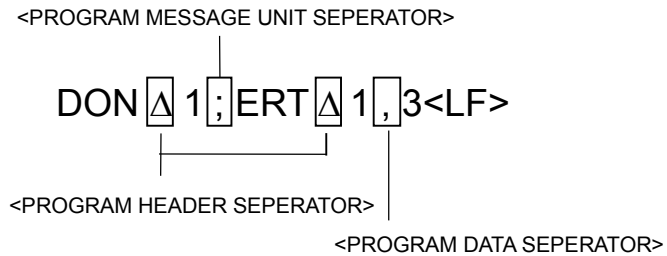 <PROGRAM MESSAGE UNIT SEPERATOR>
DON Δ 1 ; ERT Δ 1 , 3<LF>
<PROGRAM HEADER SEPERATOR>
<PROGRAM DATA SEPERATOR>